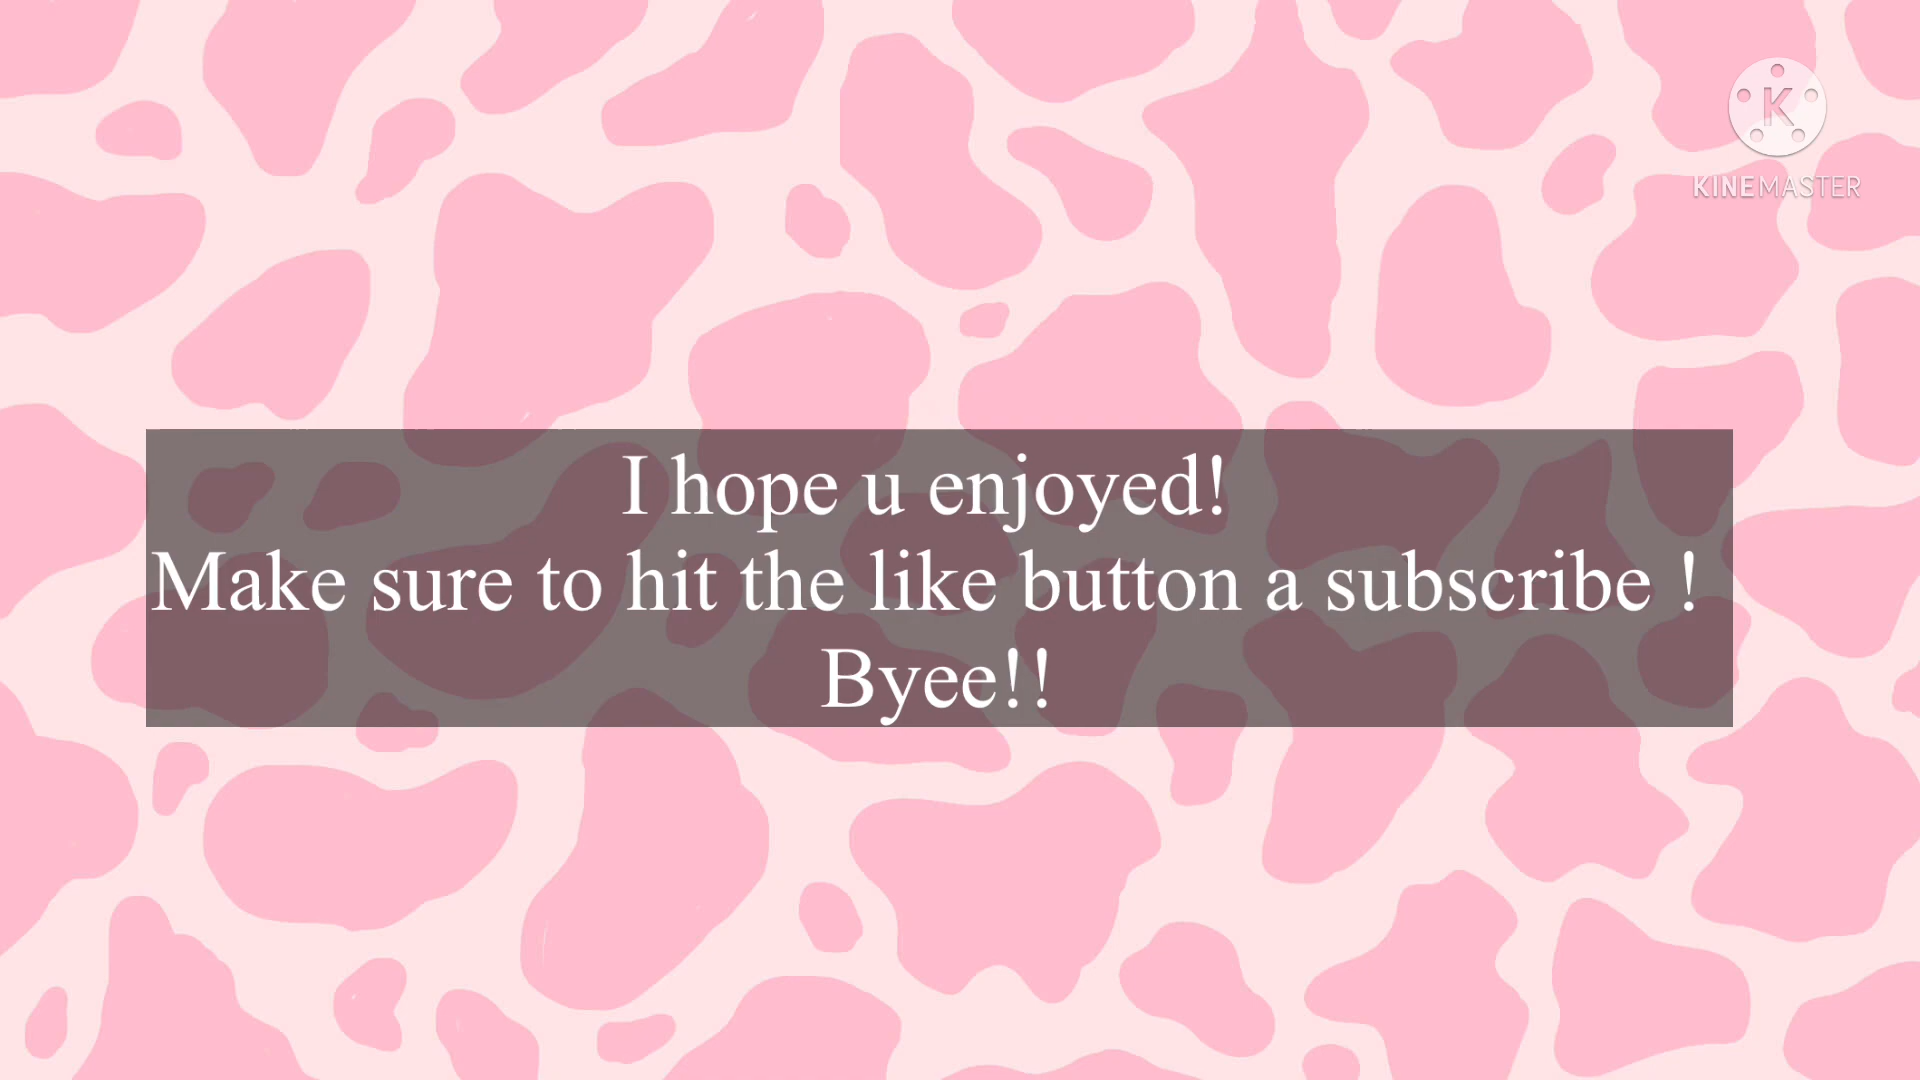 K
KINEMASTER
I hope u enjoyed!
Make sure to hit the like button a subscribe !
Byee!!